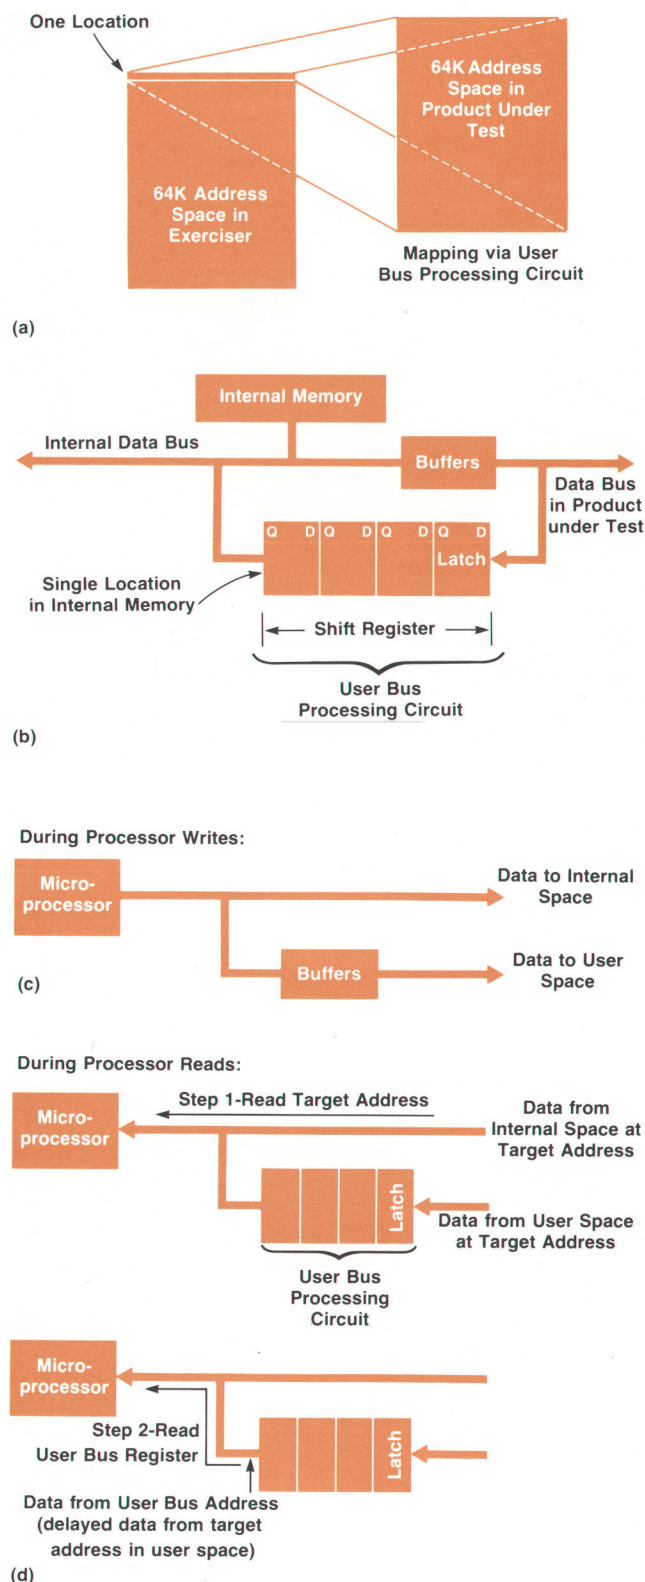 One Location
64K Address
Space in
Exerciser
64K Address
Space in
Product Under
Test
Mapping via User
Bus Processing Circuit
(a)
Internal Memory
Internal Data Bus
Buffers
Data Bus
in Product
under Test
Q D Q D Q D Q D
Latch
Single Location
in Internal Memory
Shift Register
User Bus
Processing Circuit
(b)
During Processor Writes:
Micro-
processor
Data to Internal
Space
Buffers
Data to User
Space
(c)
During Processor Reads:
Step 1-Read Target Address
Micro-
processor
Data from
Internal Space at
Target Address
Latch
Data from User Space
at Target Address
User Bus
Processing
Circuit
Micro-
processor
Step 2-Read
User Bus Register
Latch
Data from User Bus Address
(delayed data from target
address in user space)
(d)